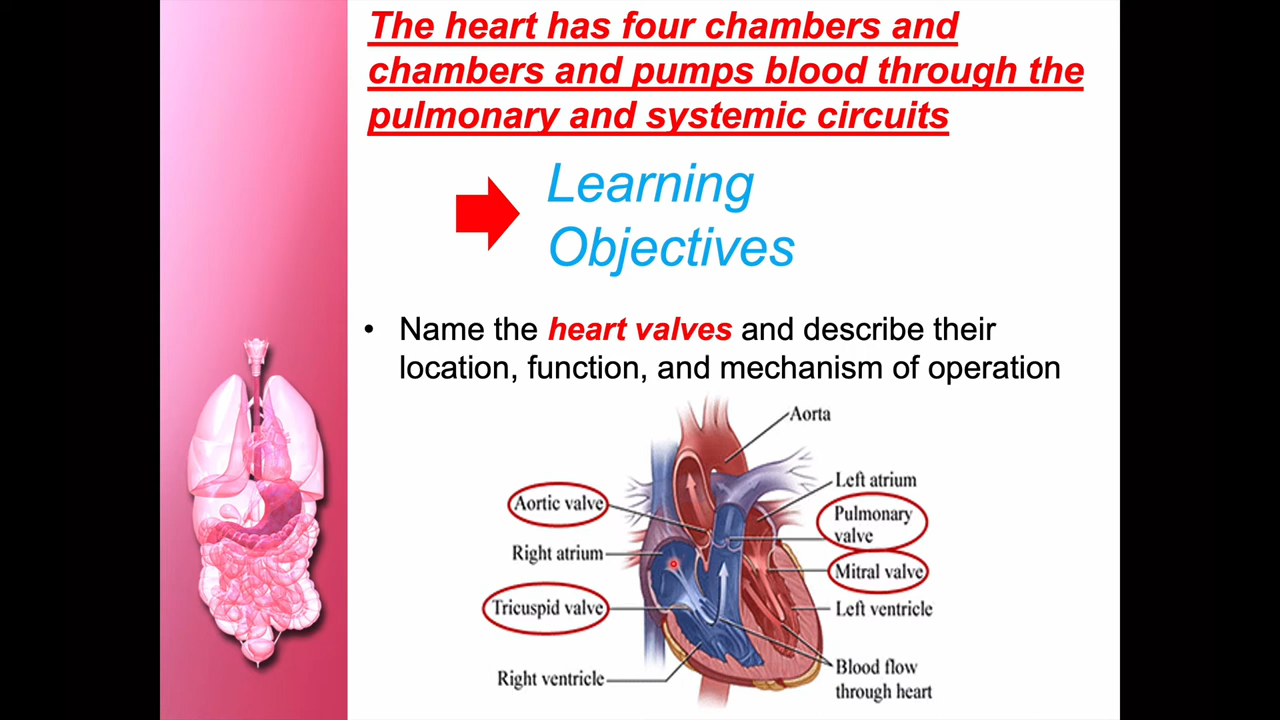 The heart has four chambers and
chambers and pumps blood through the
pulmonary and systemic circuits
Learning
Objectives
• Name the heart valves and describe their
location, function, and mechanism of operation
Aorta
Left atrium
Aortic valve
Pulmonary
valve
Right atrium
Mitral valve
Tricuspid valve
Left ventricle
Blood flow
through heart
Right ventricle